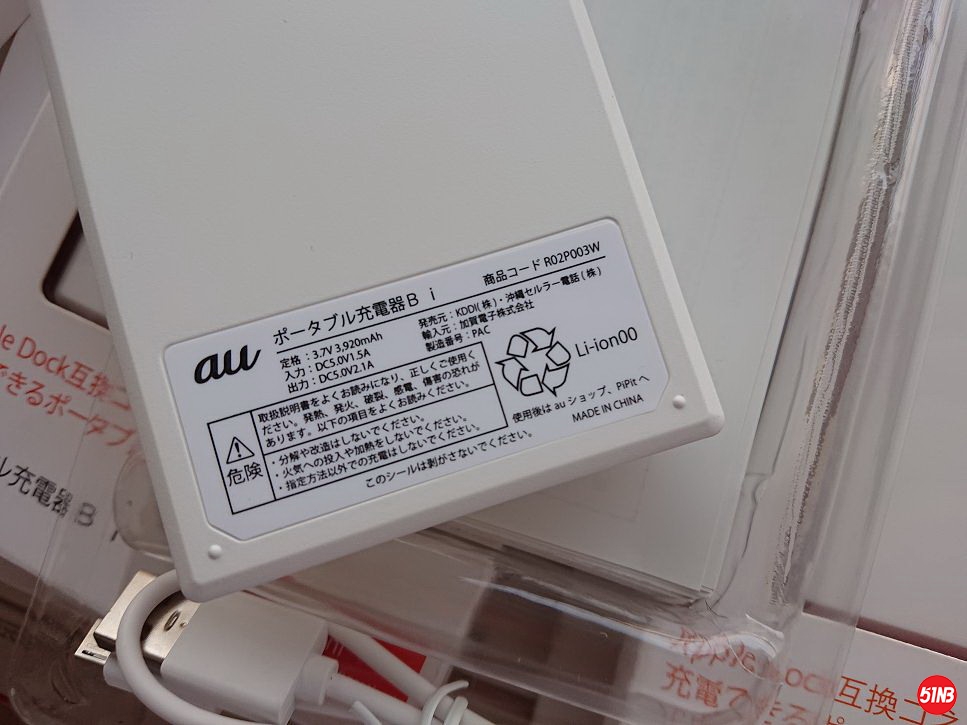 au
ポータブル充電器B i
商品コード R02P003W
定格：3.7V 3,920mAh
入力：DC5.0V1.5A
出力：DC5.0V2.1A
発売元：KDDI(株)・沖縄セルラー電話(株)
輸入元：加賀電子株式会社
製造番号：PAC
危険
取扱説明書をよくお読みになり、正しくご使用く
ださい。発熱、発火、破裂、感電、傷害の恐れが
あります。以下の項目をよくお読みください。
・分解や改造はしないでください。
・火気への投入や加熱をしないでください。
・指定方法以外での充電はしないでください。
このシールは剥がさないでください。
Li-ion00
使用後は au ショップ、PiPit へ
MADE IN CHINA
le Dock互換コ
できるポータブ
ル充電器B i
Apple Dock互換コネ
充電で
51NB